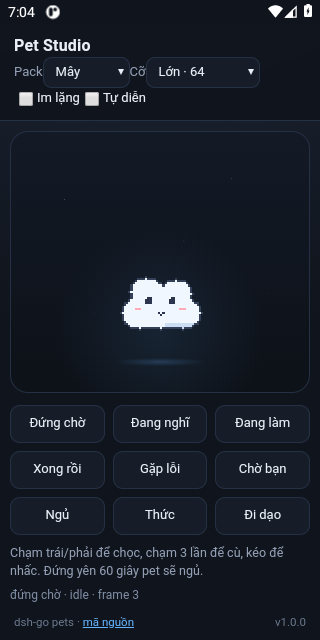 7:04
Pet Studio
Pack Mây Cỡ Lớn · 64
Im lặng Tự diễn
Đứng chờ Đang nghĩ Đang làm
Xong rồi Gặp lỗi Chờ bạn
Ngủ Thức Đi dạo
Chạm trái/phải để chọc, chạm 3 lần để cù, kéo để
nhấc. Đứng yên 60 giây pet sẽ ngủ.
đứng chờ · idle · frame 3
dsh-go pets · mã nguồn v1.0.0